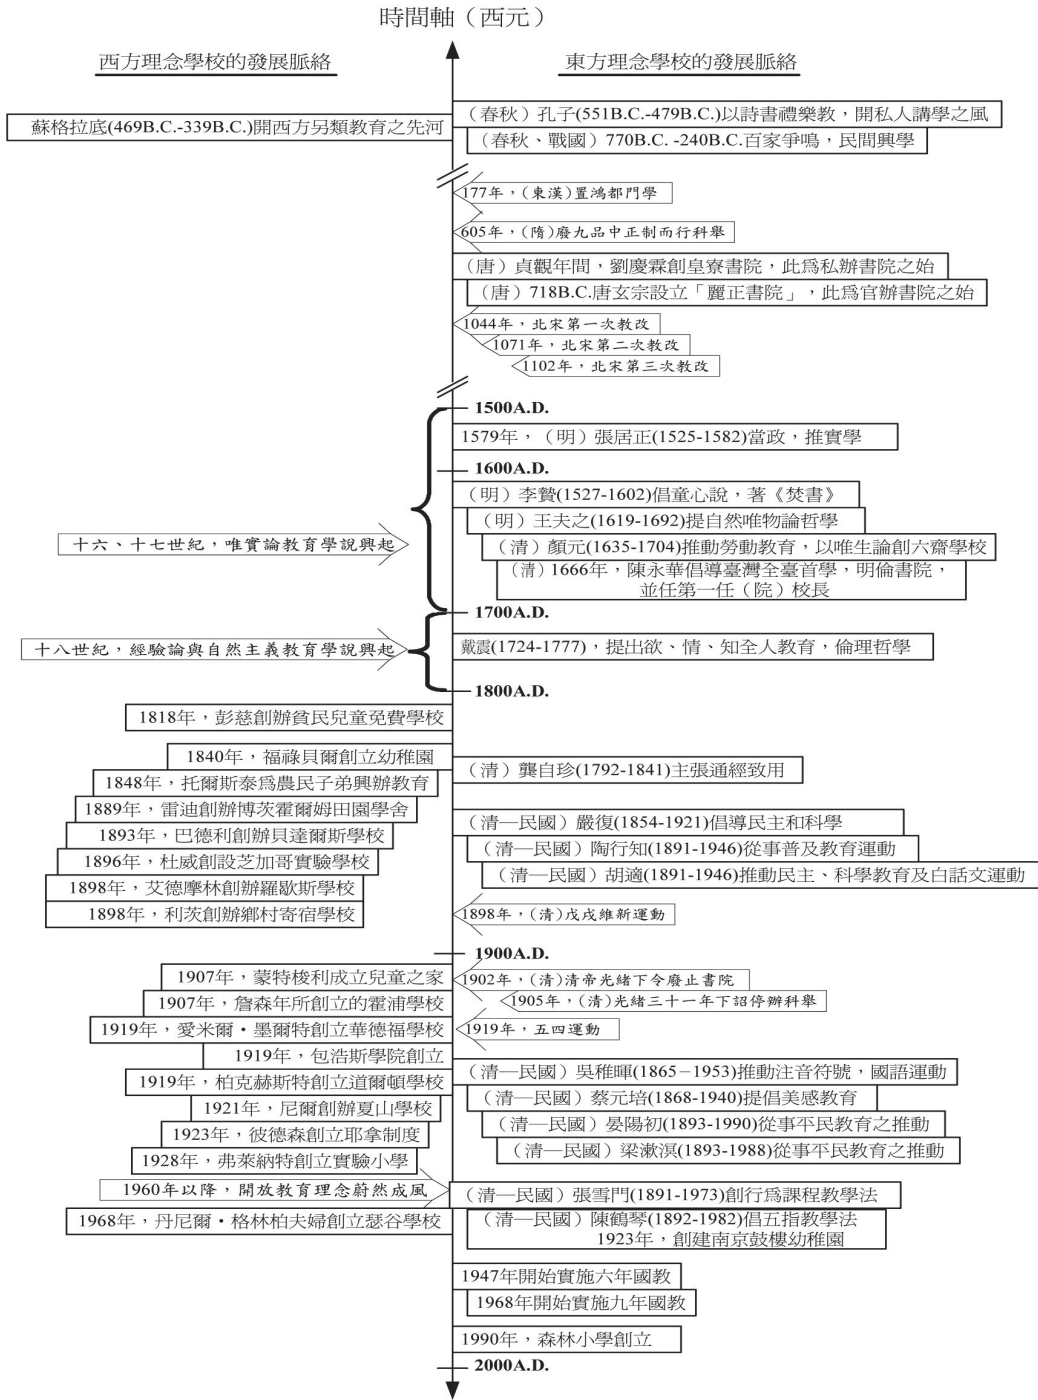 時間軸（西元）
西方理念學校的發展脈絡
東方理念學校的發展脈絡
蘇格拉底(469B.C.-339B.C.)開西方另類教育之先河
（春秋）孔子(551B.C.-479B.C.)以詩書禮樂教，開私人講學之風
（春秋、戰國）770B.C. -240B.C.百家爭鳴，民間興學
177年，(東漢)置鴻都門學
605年，(隋)廢九品中正制而行科舉
（唐）貞觀年間，劉慶霖創皇寮書院，此為私辦書院之始
（唐）718B.C.唐玄宗設立「麗正書院」，此為官辦書院之始
1044年，北宋第一次教改
1071年，北宋第二次教改
1102年，北宋第三次教改
1500A.D.
1579年，（明）張居正(1525-1582)當政，推實學
1600A.D.
（明）李贄(1527-1602)倡童心說，著《焚書》
（明）王夫之(1619-1692)提自然唯物論哲學
十六、十七世紀，唯實論教育學說興起
（清）顏元(1635-1704)推動勞動教育，以唯生論創六齋學校
（清）1666年，陳永華倡導臺灣全臺首學，明倫書院，
並任第一任（院）校長
1700A.D.
十八世紀，經驗論與自然主義教育學說興起
戴震(1724-1777)，提出欲、情、知全人教育，倫理哲學
1800A.D.
1818年，彭慈創辦貧民兒童免費學校
1840年，福祿貝爾創立幼稚園
（清）龔自珍(1792-1841)主張通經致用
1848年，托爾斯泰為農民子弟興辦教育
1889年，雷迪創辦博茨霍爾姆田園學舍
（清—民國）嚴復(1854-1921)倡導民主和科學
1893年，巴德利創辦貝達爾斯學校
（清—民國）陶行知(1891-1946)從事普及教育運動
1896年，杜威創設芝加哥實驗學校
（清—民國）胡適(1891-1946)推動民主、科學教育及白話文運動
1898年，艾德摩林創辦羅歇斯學校
1898年，利茨創辦鄉村寄宿學校
1898年，(清)戊戌維新運動
1900A.D.
1907年，蒙特梭利成立兒童之家
1902年，(清)清帝光緒下令廢止書院
1907年，詹森年所創立的霍浦學校
1905年，(清)光緒三十一年下詔停辦科舉
1919年，愛米爾‧墨爾特創立華德福學校
1919年，五四運動
1919年，包浩斯學院創立
（清—民國）吳稚暉(1865–1953)推動注音符號，國語運動
1919年，柏克赫斯特創立道爾頓學校
（清—民國）蔡元培(1868-1940)提倡美感教育
1921年，尼爾創辦夏山學校
（清—民國）晏陽初(1893-1990)從事平民教育之推動
1923年，彼德森創立耶拿制度
（清—民國）梁漱溟(1893-1988)從事平民教育之推動
1928年，弗萊納特創立實驗小學
1960年以降，開放教育理念蔚然成風
（清—民國）張雪門(1891-1973)創行為課程教學法
1968年，丹尼爾‧格林柏夫婦創立瑟谷學校
（清—民國）陳鶴琴(1892-1982)倡五指教學法
1923年，創建南京鼓樓幼稚園
1947年開始實施六年國教
1968年開始實施九年國教
1990年，森林小學創立
2000A.D.